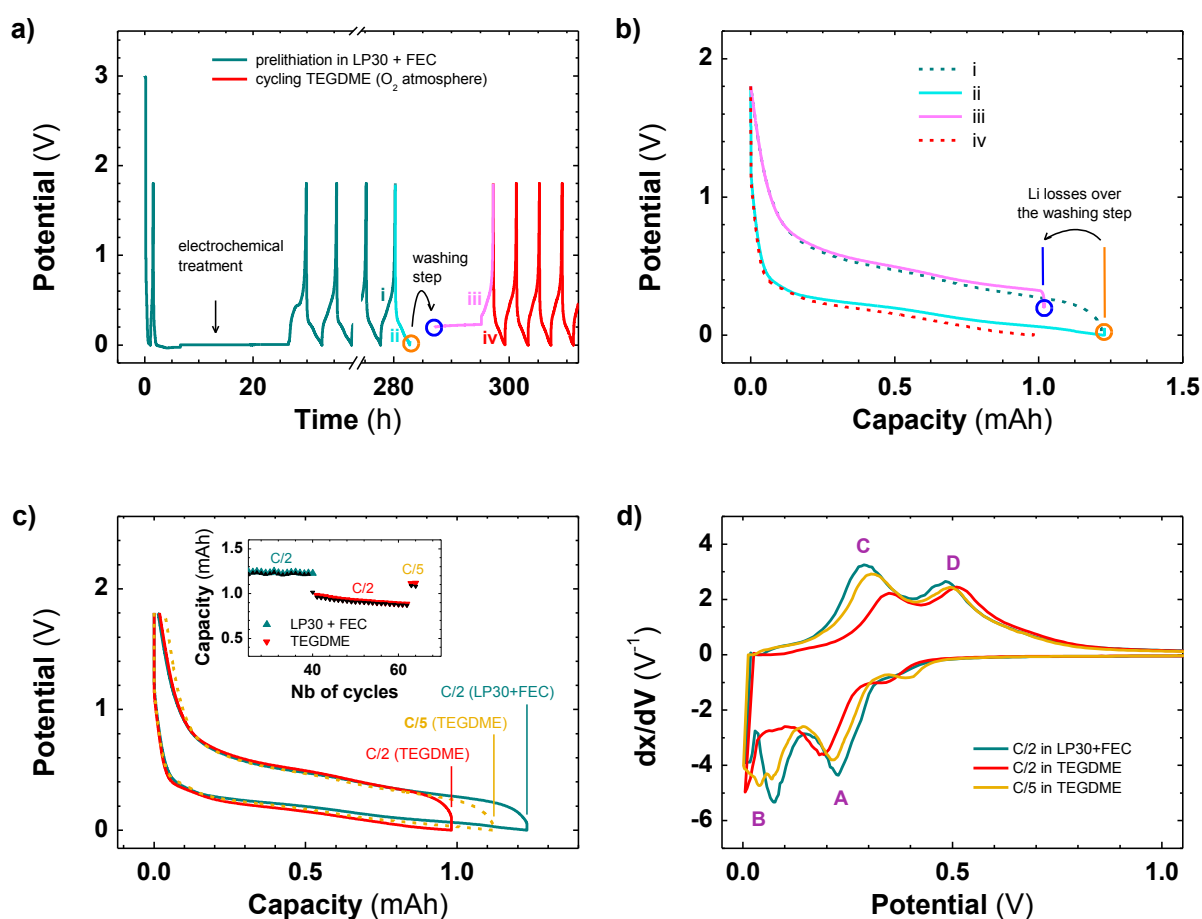 a)
prelithiation in LP30 + FEC
cycling TEGDME (O₂ atmosphere)
3
2
1
0
Potential (V)
electrochemical
treatment
washing
step
i
ii
iii
iv
0
20
280
300
Time (h)
b)
2
1
0
Potential (V)
i
ii
iii
iv
Li losses over
the washing step
0.0
0.5
1.0
1.5
Capacity (mAh)
c)
2
1
0
Potential (V)
1.5
1.0
0.5
Capacity (mAh)
C/2
C/2
C/5
LP30 + FEC
TEGDME
40
60
Nb of cycles
C/2 (LP30+FEC)
C/5 (TEGDME)
C/2 (TEGDME)
0.0
1.0
Capacity (mAh)
d)
4
2
0
-2
-4
-6
dx/dV (V⁻¹)
C
D
A
B
C/2 in LP30+FEC
C/2 in TEGDME
C/5 in TEGDME
0.0
0.5
1.0
Potential (V)